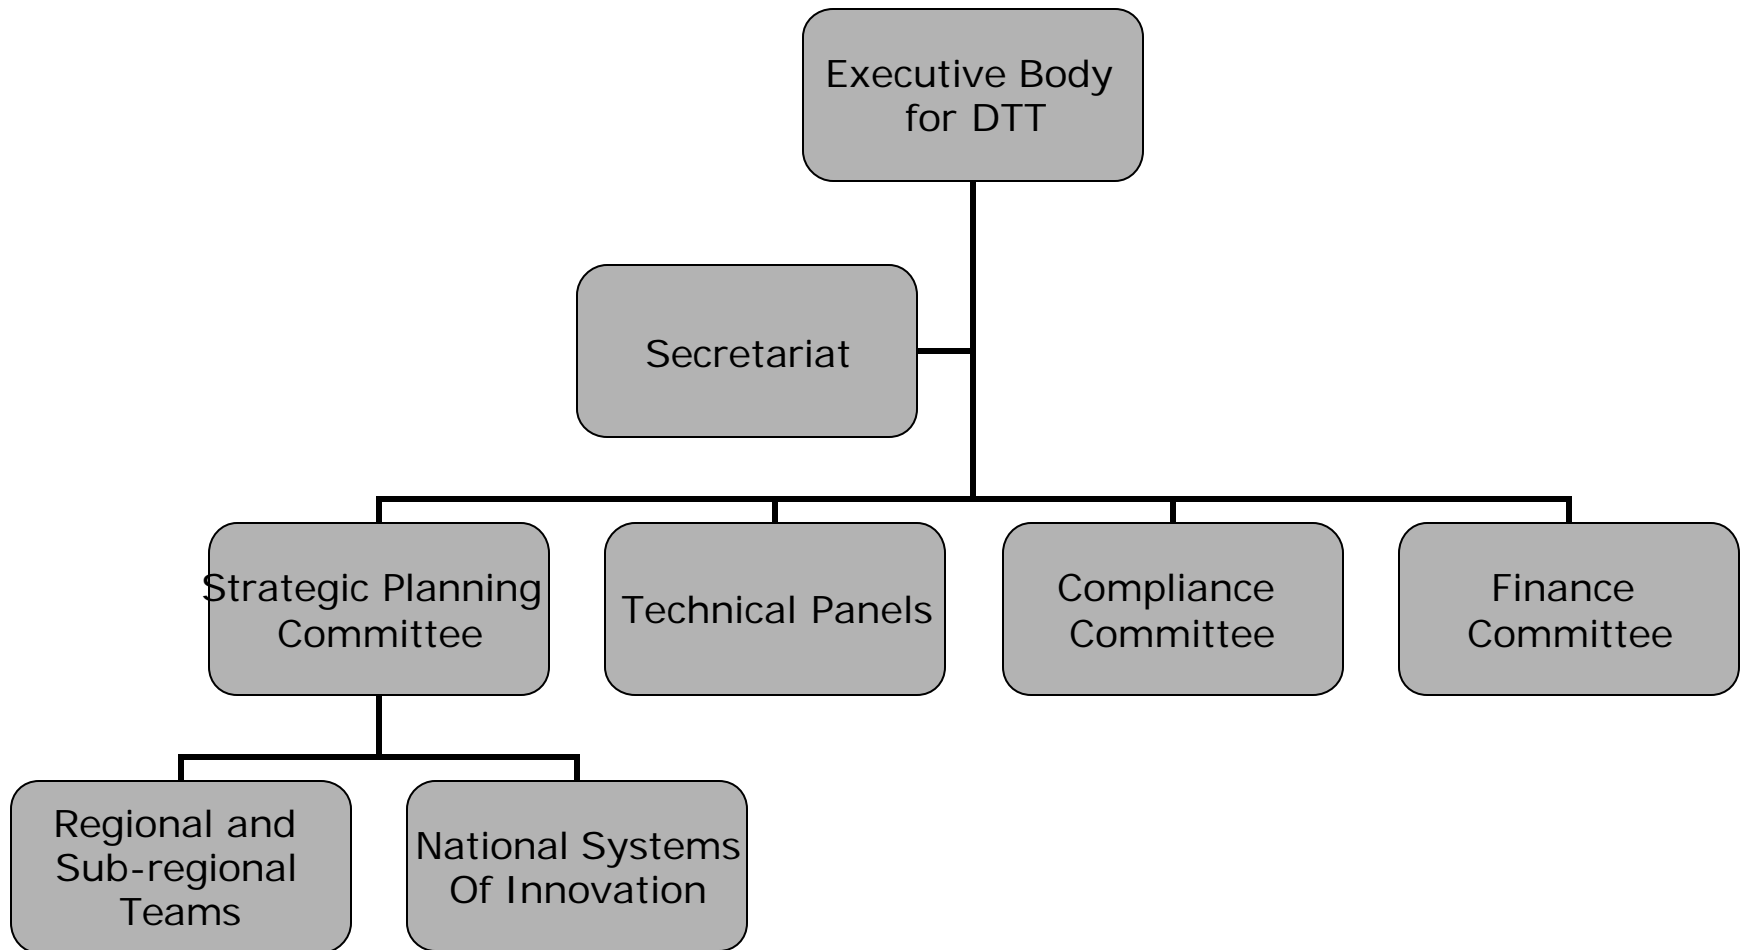 Executive Body
for DTT
Secretariat
Strategic Planning
Committee
Technical Panels
Compliance
Committee
Finance
Committee
Regional and
Sub-regional
Teams
National Systems
Of Innovation